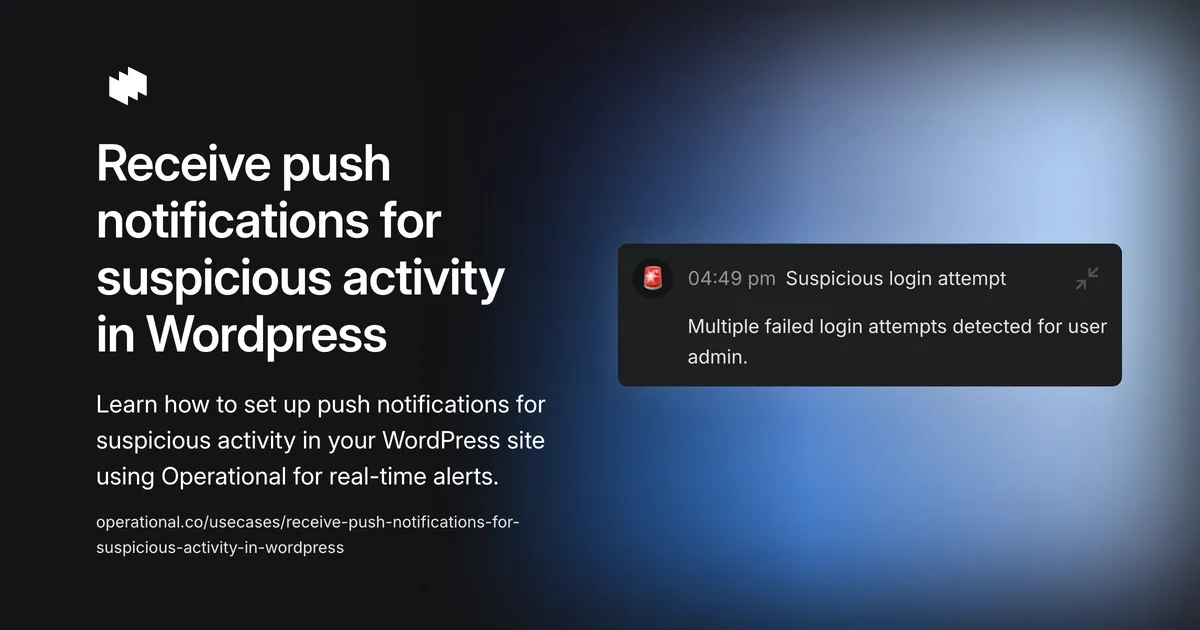 Receive push
notifications for
suspicious activity
in Wordpress
Learn how to set up push notifications for
suspicious activity in your WordPress site
using Operational for real-time alerts.
operational.co/usecases/receive-push-notifications-for-
suspicious-activity-in-wordpress
04:49 pm Suspicious login attempt
Multiple failed login attempts detected for user
admin.